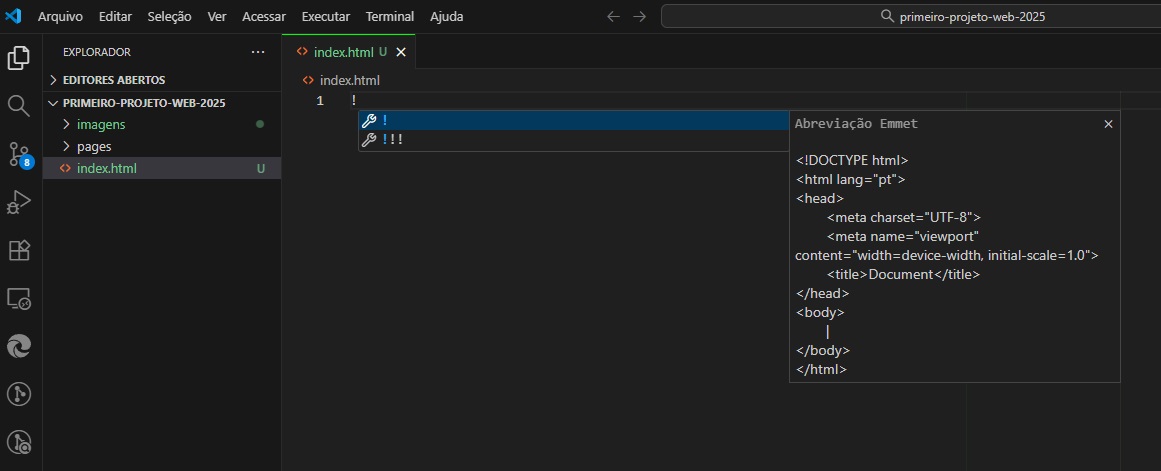 Arquivo Editar Seleção Ver Acessar Executar Terminal Ajuda
primeiro-projeto-web-2025
EXPLORADOR ···
EDITORES ABERTOS
PRIMEIRO-PROJETO-WEB-2025
imagens
pages
index.html U
8
index.html U
index.html
1 !
!
!!!
Abreviação Emmet
<!DOCTYPE html>
<html lang="pt">
<head>
<meta charset="UTF-8">
<meta name="viewport"
content="width=device-width, initial-scale=1.0">
<title>Document</title>
</head>
<body>
|
</body>
</html>